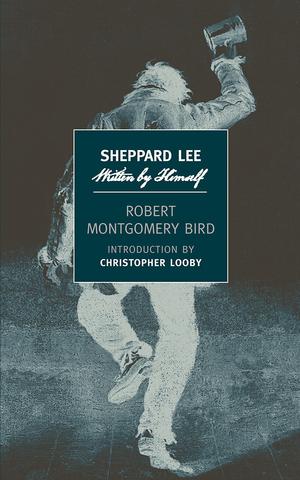 SHEPPARD LEE
Written by Himself
ROBERT
MONTGOMERY BIRD
INTRODUCTION BY
CHRISTOPHER LOOBY